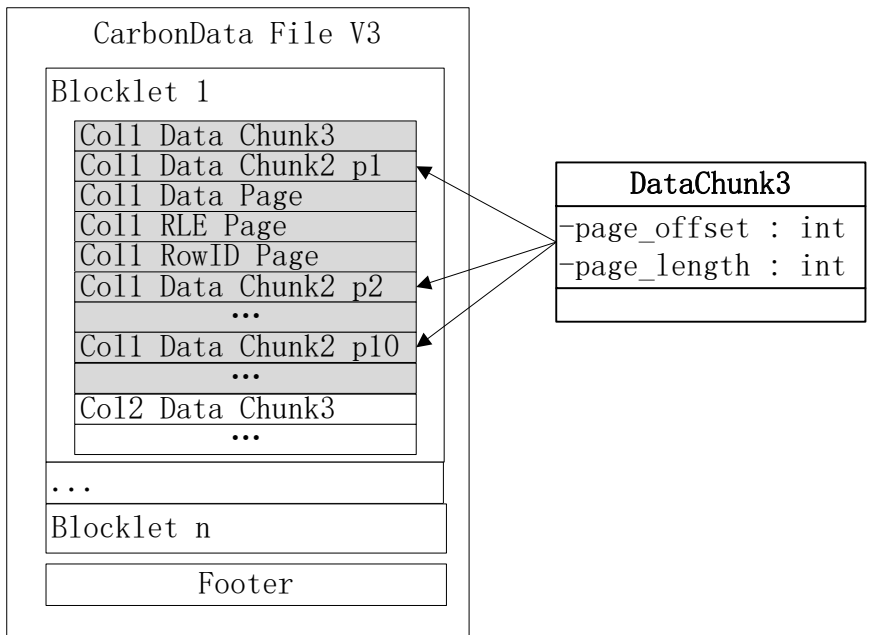 CarbonData File V3
Blocklet 1
Col1 Data Chunk3
Col1 Data Chunk2 p1
Col1 Data Page
Col1 RLE Page
Col1 RowID Page
Col1 Data Chunk2 p2
...
Col1 Data Chunk2 p10
...
Col2 Data Chunk3
...
...
Blocklet n
Footer
DataChunk3
-page_offset : int
-page_length : int